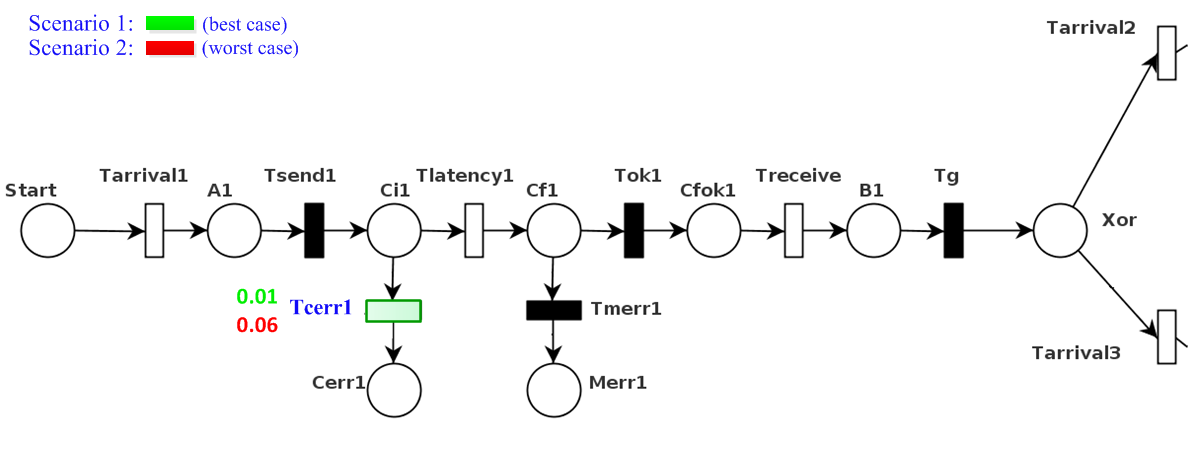 Scenario 1: (best case)
Scenario 2: (worst case)
Tarrival2
Tarrival1
Tsend1
Tlatency1
Tok1
Treceive
Tg
Start
A1
Ci1
Cf1
Cfok1
B1
Xor
0.01
0.06
Tcerr1
Tmerr1
Tarrival3
Cerr1
Merr1